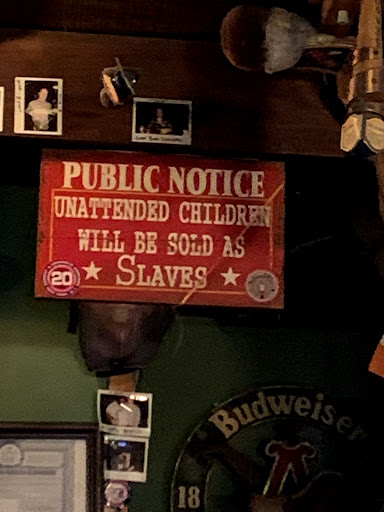 PUBLIC NOTICE
UNATTENDED CHILDREN
WILL BE SOLD AS
SLAVES
20
Budweiser
18